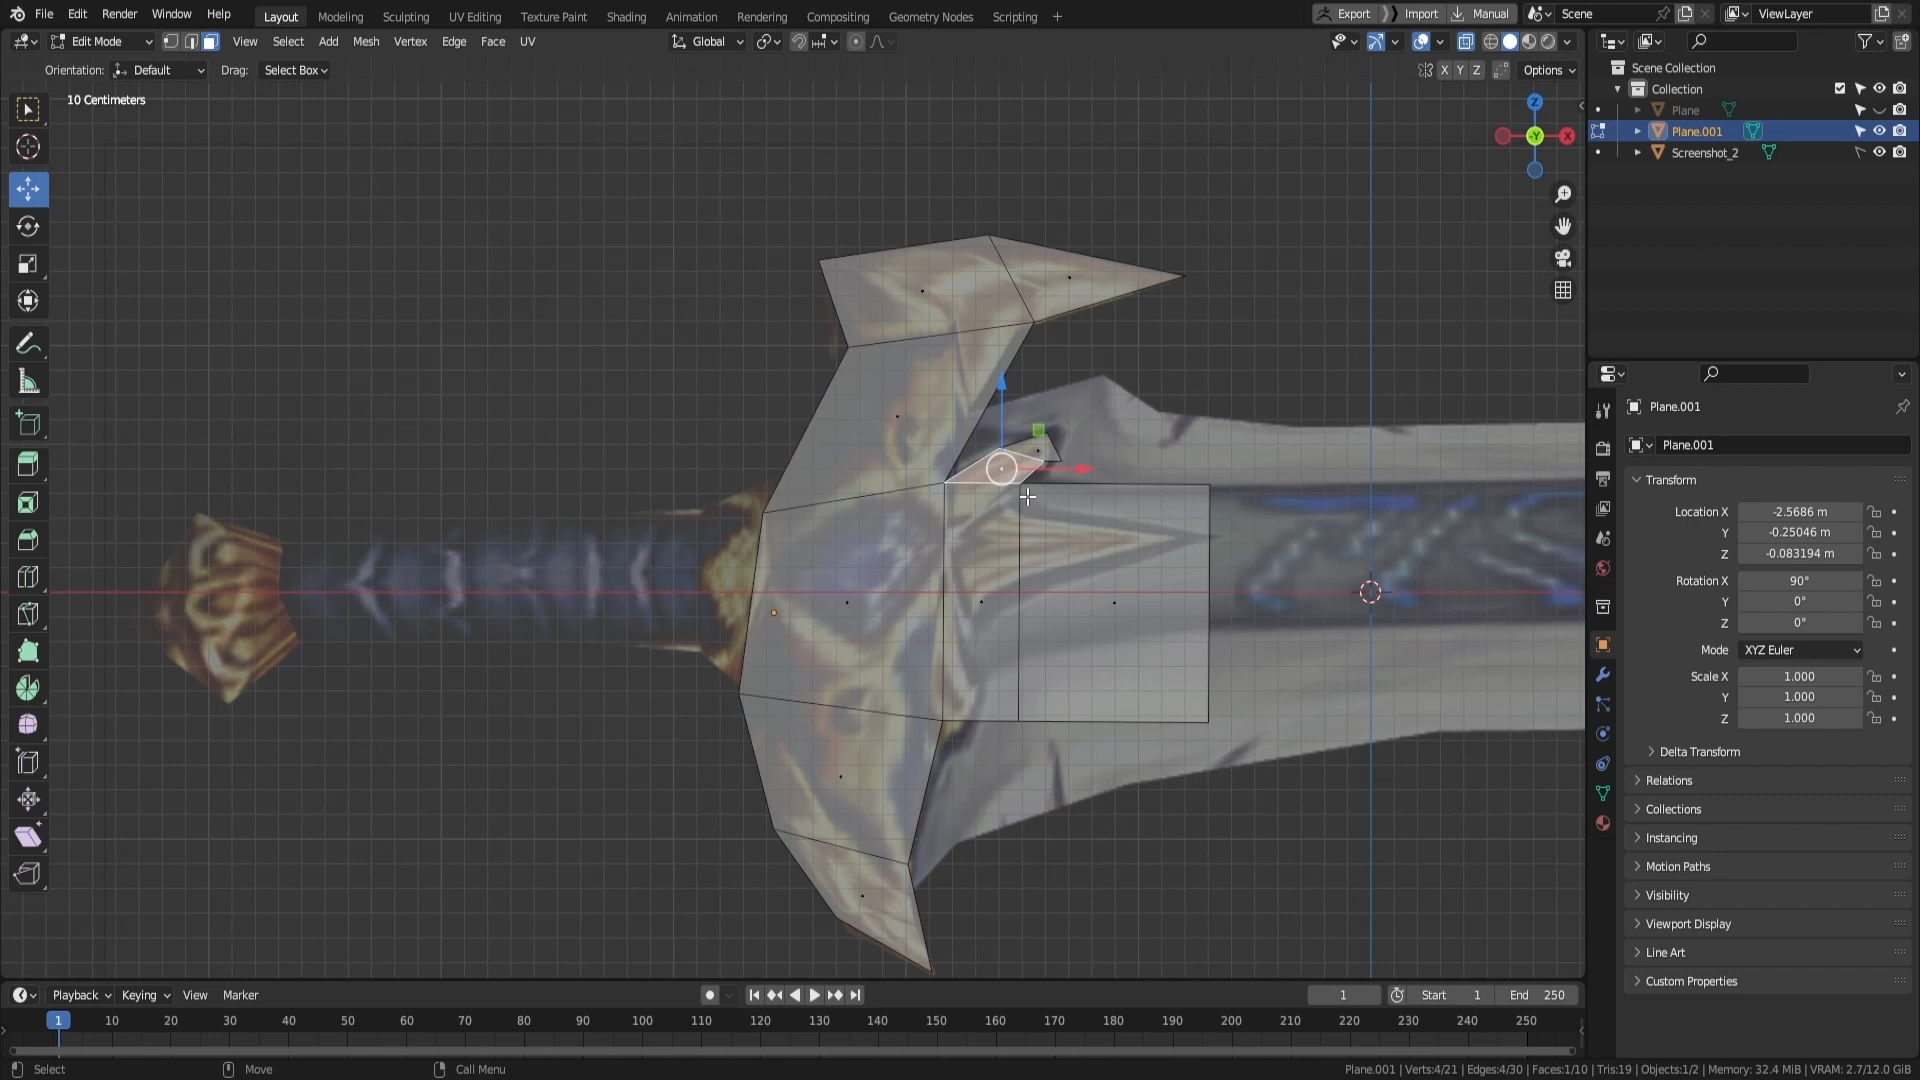 File Edit Render Window Help Layout Modeling Sculpting UV Editing Texture Paint Shading Animation Rendering Compositing Geometry Nodes Scripting + Export Import Manual Scene ViewLayer
Edit Mode View Select Add Mesh Vertex Edge Face UV Global
Orientation: Default Drag: Select Box X Y Z Options
10 Centimeters
Z
-Y
X
Scene Collection
Collection
Plane
Plane.001
Screenshot_2
Plane.001
Plane.001
Transform
Location X -2.5686 m
Y -0.25046 m
Z -0.083194 m
Rotation X 90°
Y 0°
Z 0°
Mode XYZ Euler
Scale X 1.000
Y 1.000
Z 1.000
Delta Transform
Relations
Collections
Instancing
Motion Paths
Visibility
Viewport Display
Line Art
Custom Properties
Playback Keying View Marker 1 Start 1 End 250
1 10 20 30 40 50 60 70 80 90 100 110 120 130 140 150 160 170 180 190 200 210 220 230 240 250
Select Move Call Menu Plane.001 | Verts:4/21 | Edges:4/30 | Faces:1/10 | Tris:19 | Objects:1/2 | Memory: 32.4 MiB | VRAM: 2.7/12.0 GiB